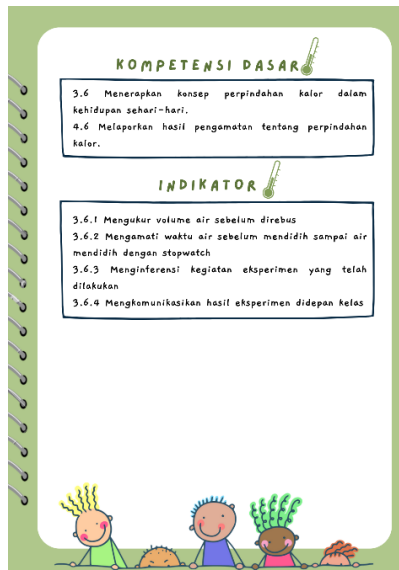 KOMPETENSI DASAR
3.6 Menerapkan konsep perpindahan kalor dalam
kehidupan sehari-hari.
4.6 Melaporkan hasil pengamatan tentang perpindahan
kalor.
INDIKATOR
3.6.1 Mengukur volume air sebelum direbus
3.6.2 Mengamati waktu air sebelum mendidih sampai air
mendidih dengan stopwatch
3.6.3 Menginferensi kegiatan eksperimen yang telah
dilakukan
3.6.4 Mengkomunikasikan hasil eksperimen didepan kelas